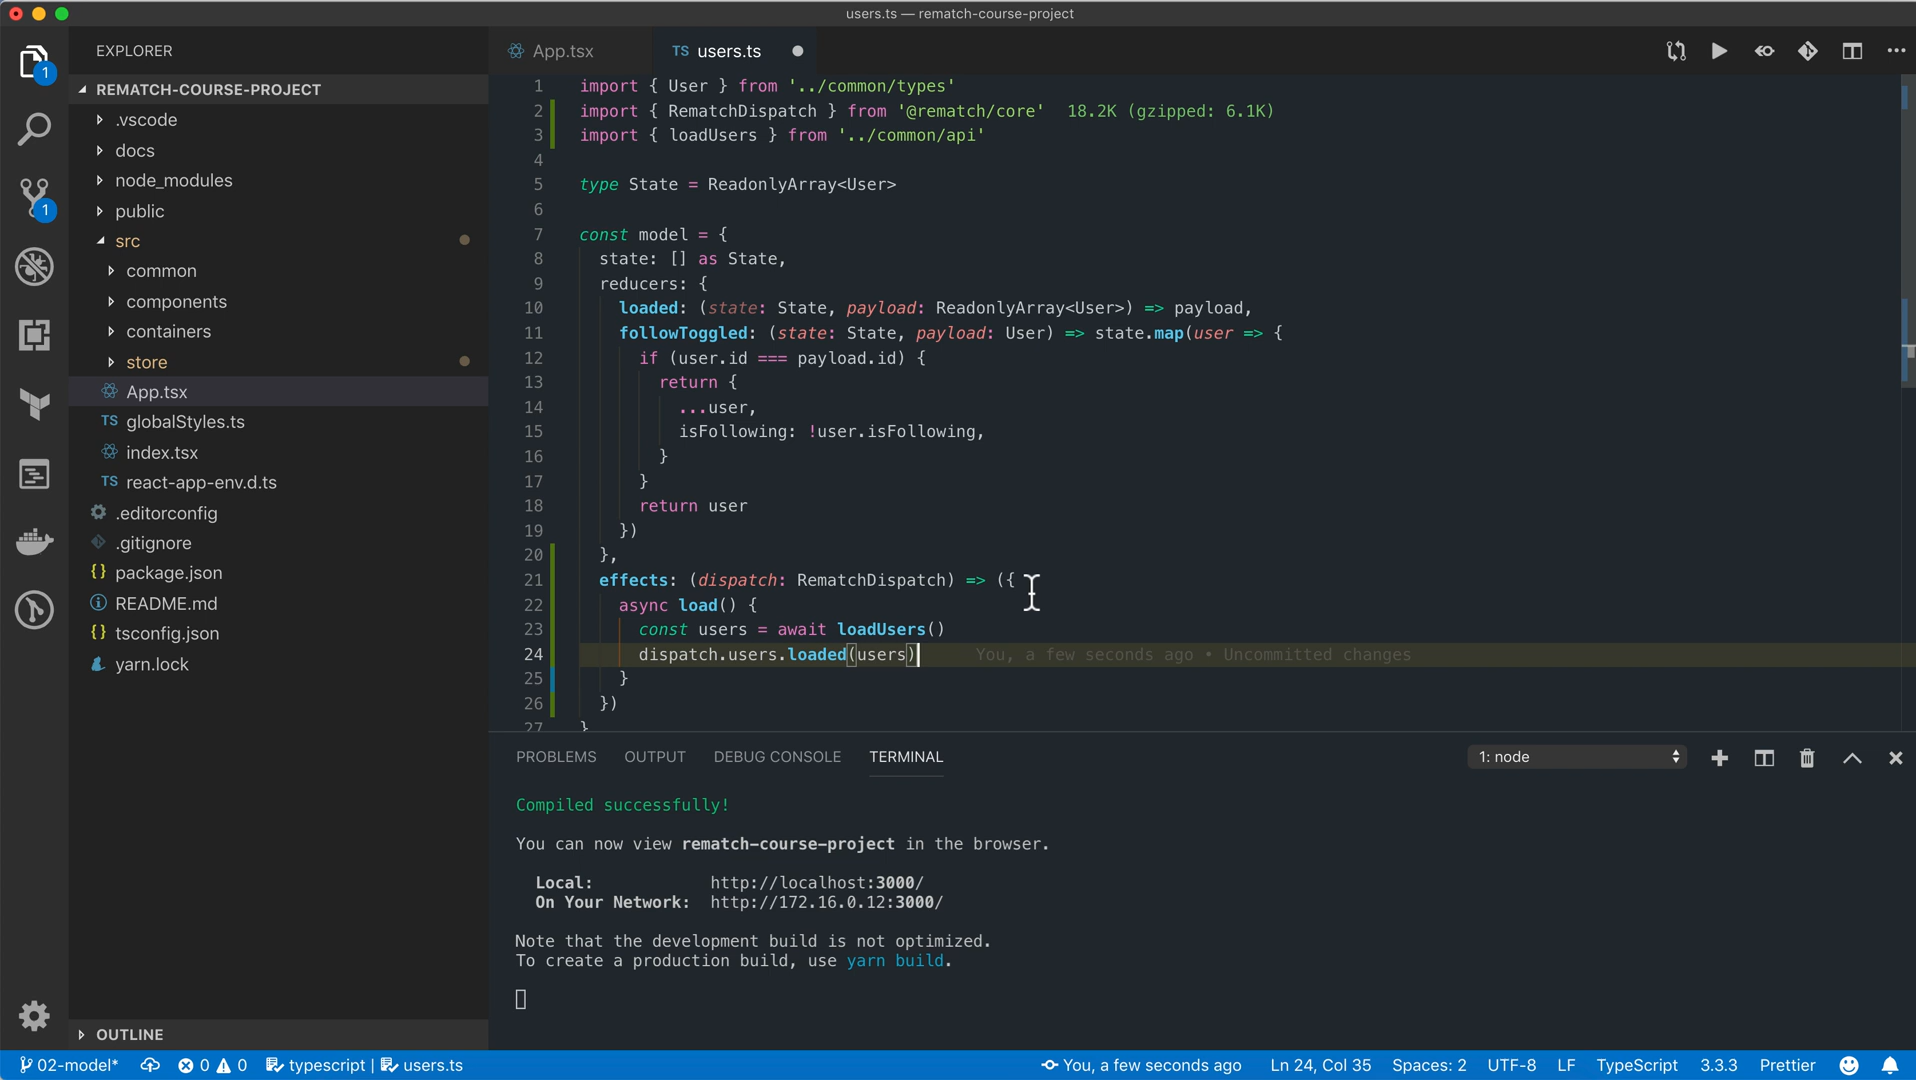 users.ts — rematch-course-project
EXPLORER
REMATCH-COURSE-PROJECT
.vscode
docs
node_modules
public
src
common
components
containers
store
App.tsx
TS globalStyles.ts
index.tsx
TS react-app-env.d.ts
.editorconfig
.gitignore
{} package.json
README.md
{} tsconfig.json
yarn.lock
OUTLINE
1
1
App.tsx
TS users.ts
1 import { User } from '../common/types'
2 import { RematchDispatch } from '@rematch/core' 18.2K (gzipped: 6.1K)
3 import { loadUsers } from '../common/api'
4
5 type State = ReadonlyArray<User>
6
7 const model = {
8 state: [] as State,
9 reducers: {
10 loaded: (state: State, payload: ReadonlyArray<User>) => payload,
11 followToggled: (state: State, payload: User) => state.map(user => {
12 if (user.id === payload.id) {
13 return {
14 ...user,
15 isFollowing: !user.isFollowing,
16 }
17 }
18 return user
19 })
20 },
21 effects: (dispatch: RematchDispatch) => ({
22 async load() {
23 const users = await loadUsers()
24 dispatch.users.loaded(users) You, a few seconds ago • Uncommitted changes
25 }
26 })
27 }
PROBLEMS OUTPUT DEBUG CONSOLE TERMINAL 1: node
Compiled successfully!
You can now view rematch-course-project in the browser.
Local: http://localhost:3000/
On Your Network: http://172.16.0.12:3000/
Note that the development build is not optimized.
To create a production build, use yarn build.
02-model* 0 0 typescript | users.ts You, a few seconds ago Ln 24, Col 35 Spaces: 2 UTF-8 LF TypeScript 3.3.3 Prettier